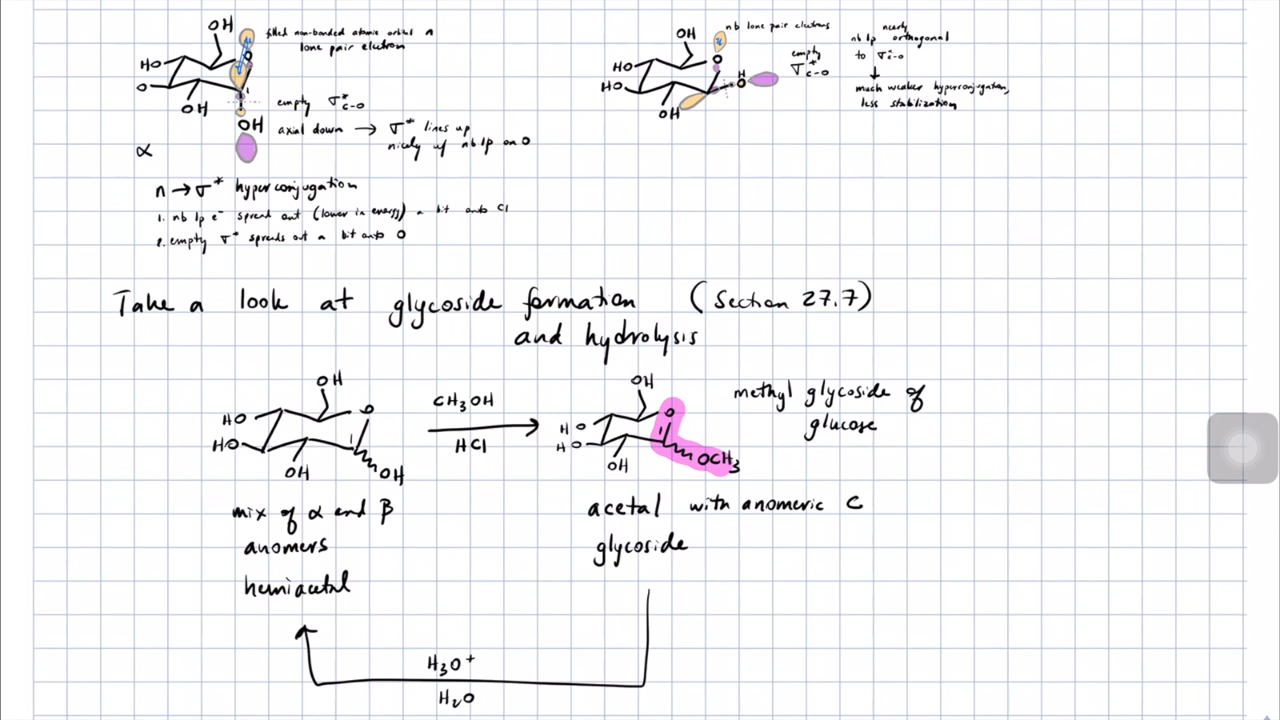 OH
filled non-bonded atomic orbital n
lone pair electron
O
HO
O
OH
1
empty σ*C-O
OH
axial down → σ* lines up
nicely w/ nb lp on O
α
n → σ* hyperconjugation
1. nb lp e⁻ spread out (lower in energy) a bit onto C1
2. empty σ* spreads out a bit onto O
OH
nb lone pair electrons
O
HO
HO
OH
H
O
empty
σ*C-O
nearly
nb lp orthogonal
to σ*C-O
↓
much weaker hyperconjugation,
less stabilization
Take a look at glycoside formation (Section 27.7)
and hydrolysis
OH
O
HO
HO
1
OH
OH
CH3OH
HCl
OH
O
HO
HO
1
OH
OCH3
methyl glycoside of
glucose
mix of α and β
anomers
hemiacetal
acetal with anomeric C
glycoside
H3O+
H2O